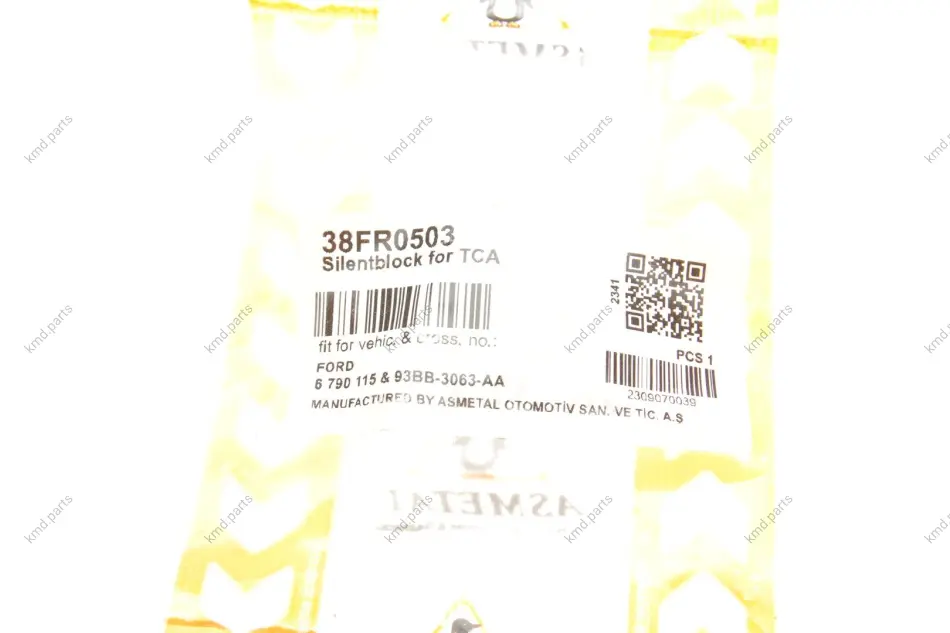 38FR0503
Silentblock for TCA
2341
fit for vehic. & cross. no.:
FORD
6 790 115 & 93BB-3063-AA
PCS 1
2309070039
MANUFACTURED BY ASMETAL OTOMOTİV SAN. VE TİC. A.Ş
ASMETAL
kmd.parts